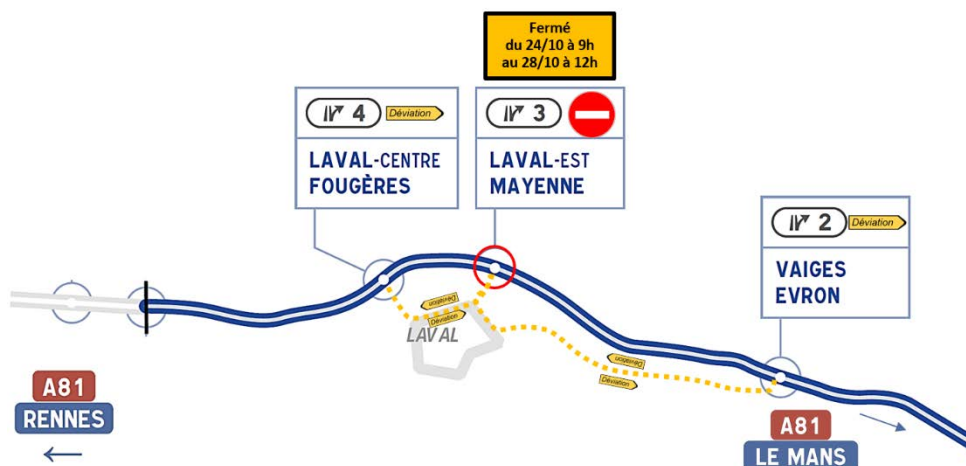 Fermé
du 24/10 à 9h
au 28/10 à 12h
4 Déviation
LAVAL-CENTRE
FOUGÈRES
3
LAVAL-EST
MAYENNE
2 Déviation
VAIGES
EVRON
Déviation
Déviation
LAVAL
Déviation
Déviation
A81
RENNES
A81
LE MANS